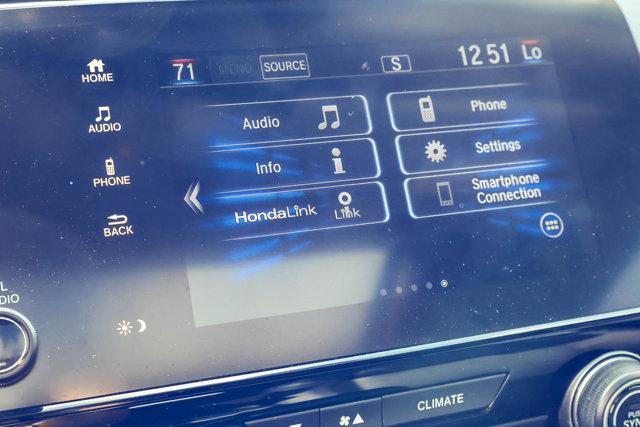 HOME
AUDIO
PHONE
BACK
71 MENU SOURCE S 12 51 Lo
Audio
Info
HondaLink Link
Phone
Settings
Smartphone
Connection
CLIMATE
PUSH